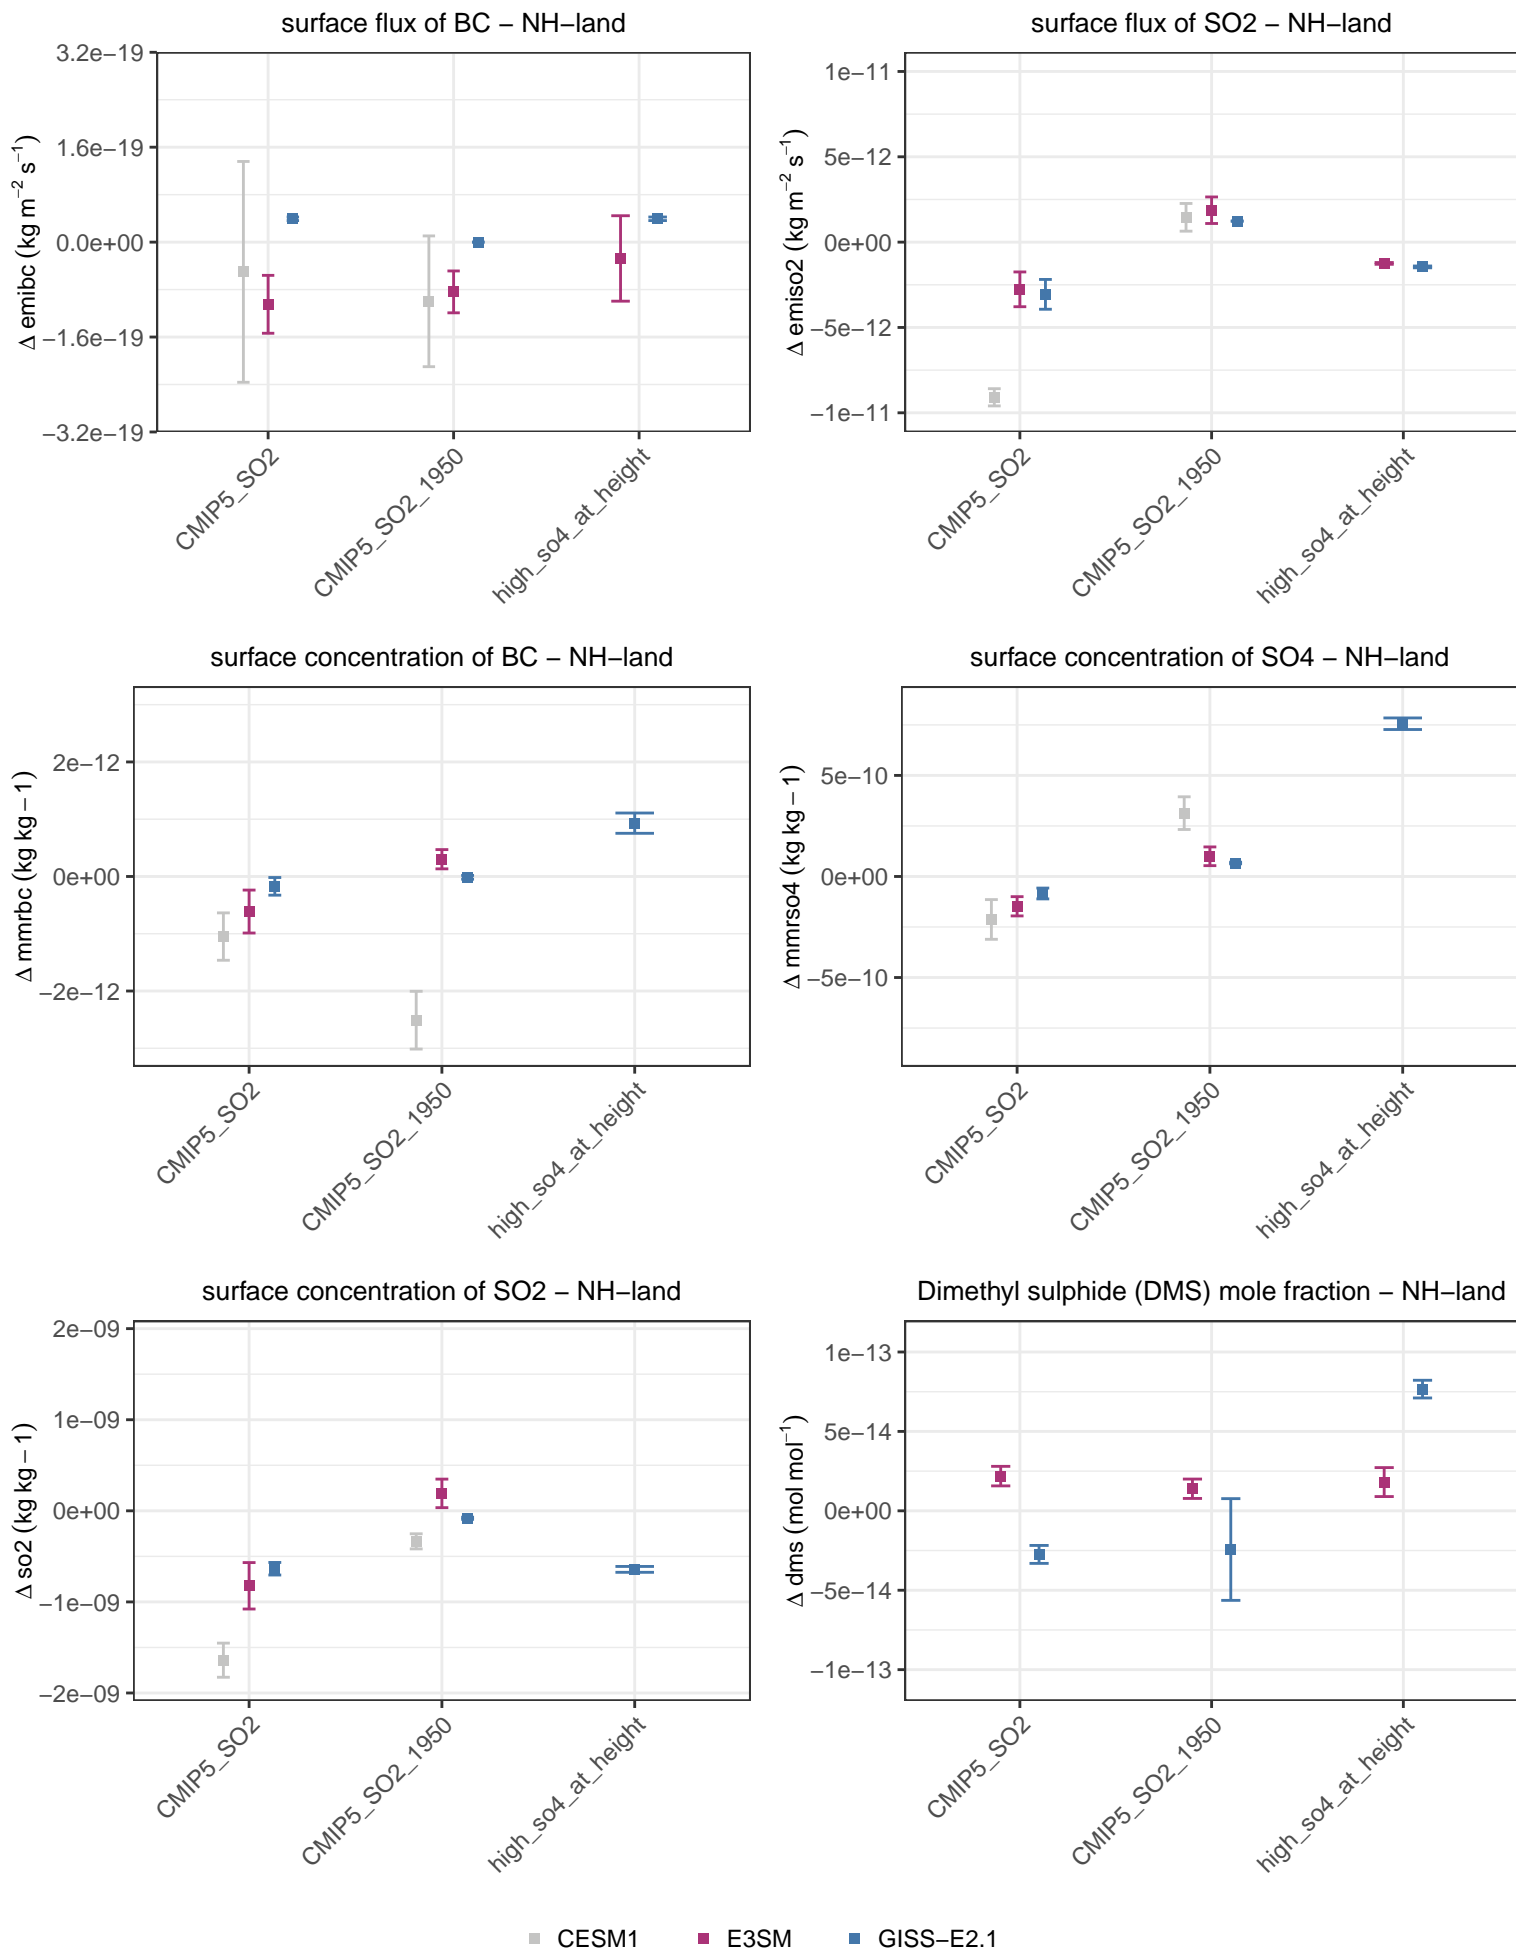 surface flux of BC − NH−land
Δ emibc (kg m−2 s−1)
3.2e−19
1.6e−19
0.0e+00
−1.6e−19
−3.2e−19
CMIP5_SO2
CMIP5_SO2_1950
high_so4_at_height
surface flux of SO2 − NH−land
Δ emiso2 (kg m−2 s−1)
1e−11
5e−12
0e+00
−5e−12
−1e−11
CMIP5_SO2
CMIP5_SO2_1950
high_so4_at_height
surface concentration of BC − NH−land
Δ mmrbc (kg kg − 1)
2e−12
0e+00
−2e−12
CMIP5_SO2
CMIP5_SO2_1950
high_so4_at_height
surface concentration of SO4 − NH−land
Δ mmrso4 (kg kg − 1)
5e−10
0e+00
−5e−10
CMIP5_SO2
CMIP5_SO2_1950
high_so4_at_height
surface concentration of SO2 − NH−land
Δ so2 (kg kg − 1)
2e−09
1e−09
0e+00
−1e−09
−2e−09
CMIP5_SO2
CMIP5_SO2_1950
high_so4_at_height
Dimethyl sulphide (DMS) mole fraction − NH−land
Δ dms (mol mol−1)
1e−13
5e−14
0e+00
−5e−14
−1e−13
CMIP5_SO2
CMIP5_SO2_1950
high_so4_at_height
CESM1 E3SM GISS−E2.1